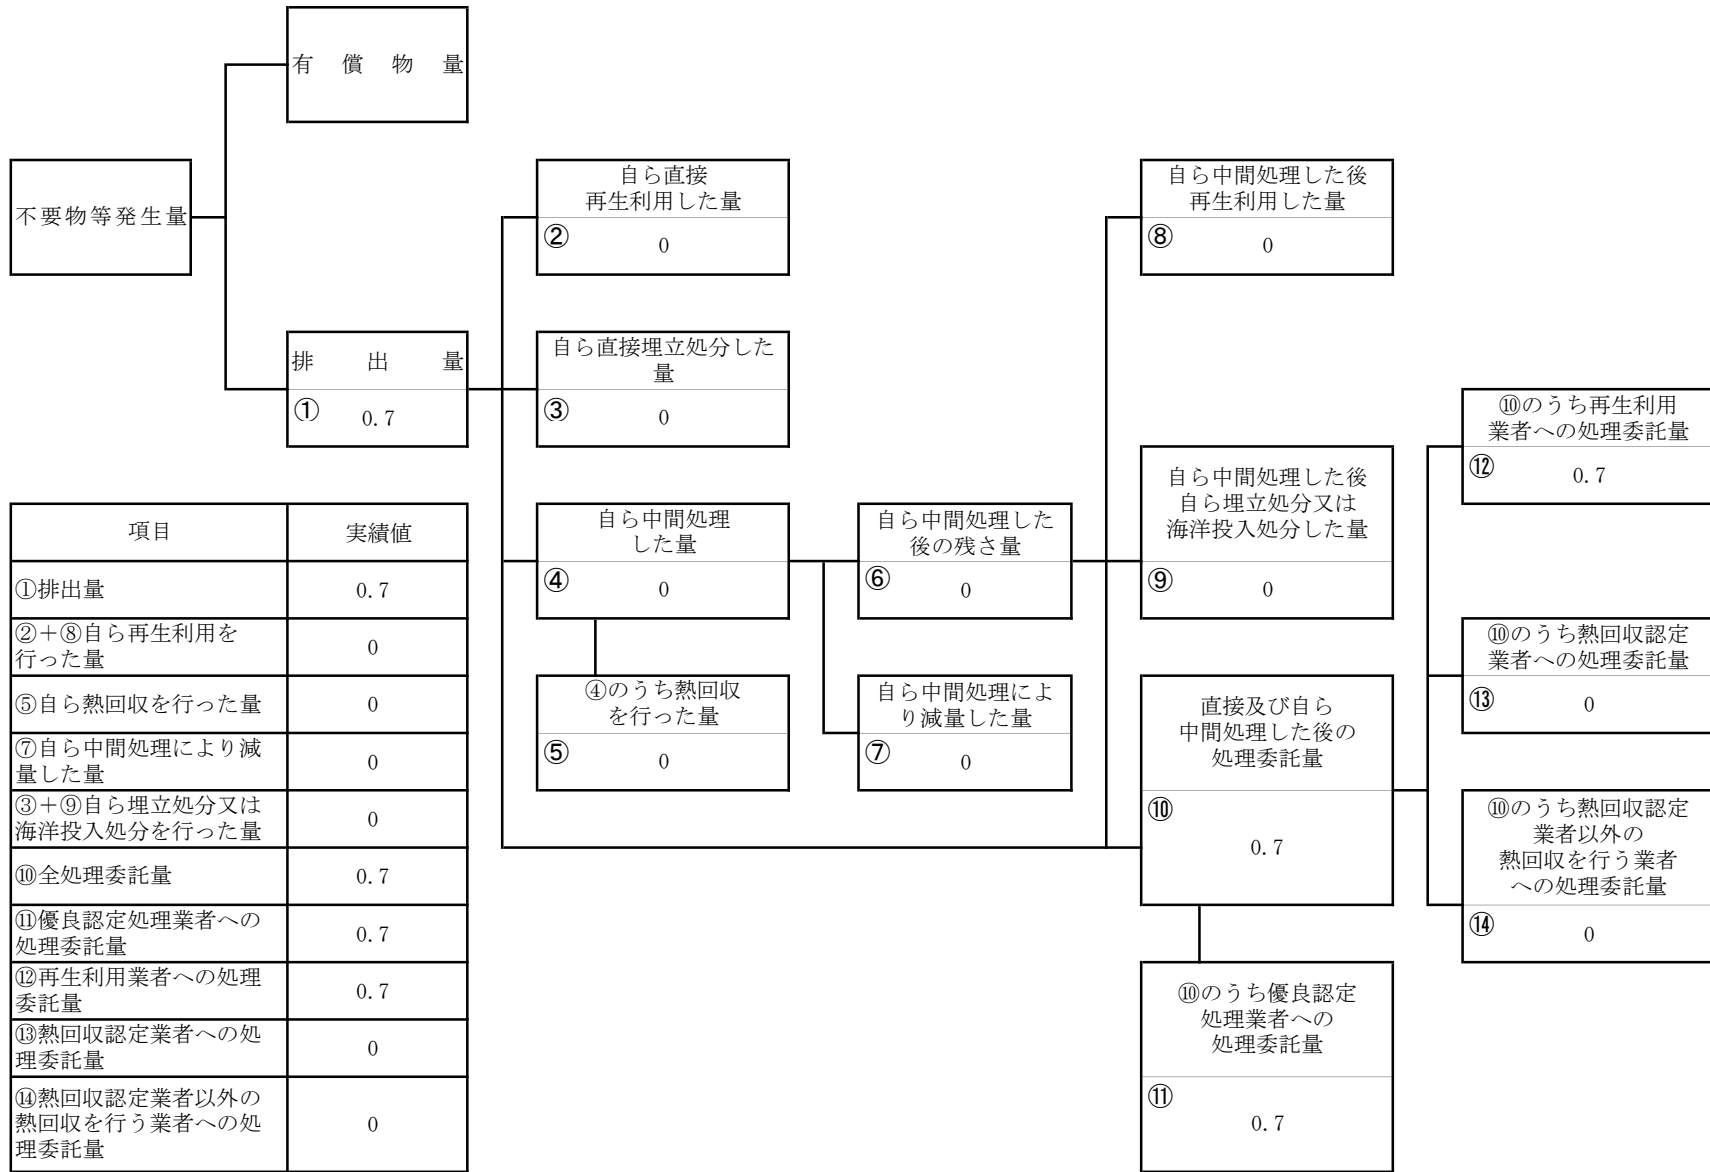 有償物量
不要物等発生量
排出量
① 0.7
自ら直接
再生利用した量
② 0
自ら直接埋立処分した
量
③ 0
自ら中間処理
した量
④ 0
④のうち熱回収
を行った量
⑤ 0
自ら中間処理した
後の残さ量
⑥ 0
自ら中間処理によ
り減量した量
⑦ 0
自ら中間処理した後
再生利用した量
⑧ 0
自ら中間処理した後
自ら埋立処分又は
海洋投入処分した量
⑨ 0
直接及び自ら
中間処理した後の
処理委託量
⑩
0.7
⑩のうち優良認定
処理業者への
処理委託量
⑪
0.7
⑩のうち再生利用
業者への処理委託量
⑫ 0.7
⑩のうち熱回収認定
業者への処理委託量
⑬ 0
⑩のうち熱回収認定
業者以外の
熱回収を行う業者
への処理委託量
⑭ 0
項目 実績値
①排出量 0.7
②+⑧自ら再生利用を
行った量 0
⑤自ら熱回収を行った量 0
⑦自ら中間処理により減
量した量 0
③+⑨自ら埋立処分又は
海洋投入処分を行った量 0
⑩全処理委託量 0.7
⑪優良認定処理業者への
処理委託量 0.7
⑫再生利用業者への処理
委託量 0.7
⑬熱回収認定業者への処
理委託量 0
⑭熱回収認定業者以外の
熱回収を行う業者への処
理委託量 0